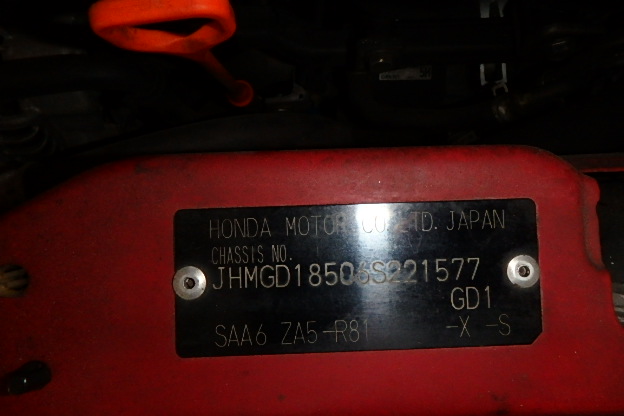 HONDA MOTOR CO.,LTD. JAPAN
CHASSIS NO.
JHMGD18506S221577
GD1
SAA6 ZA5-R81 -X -S